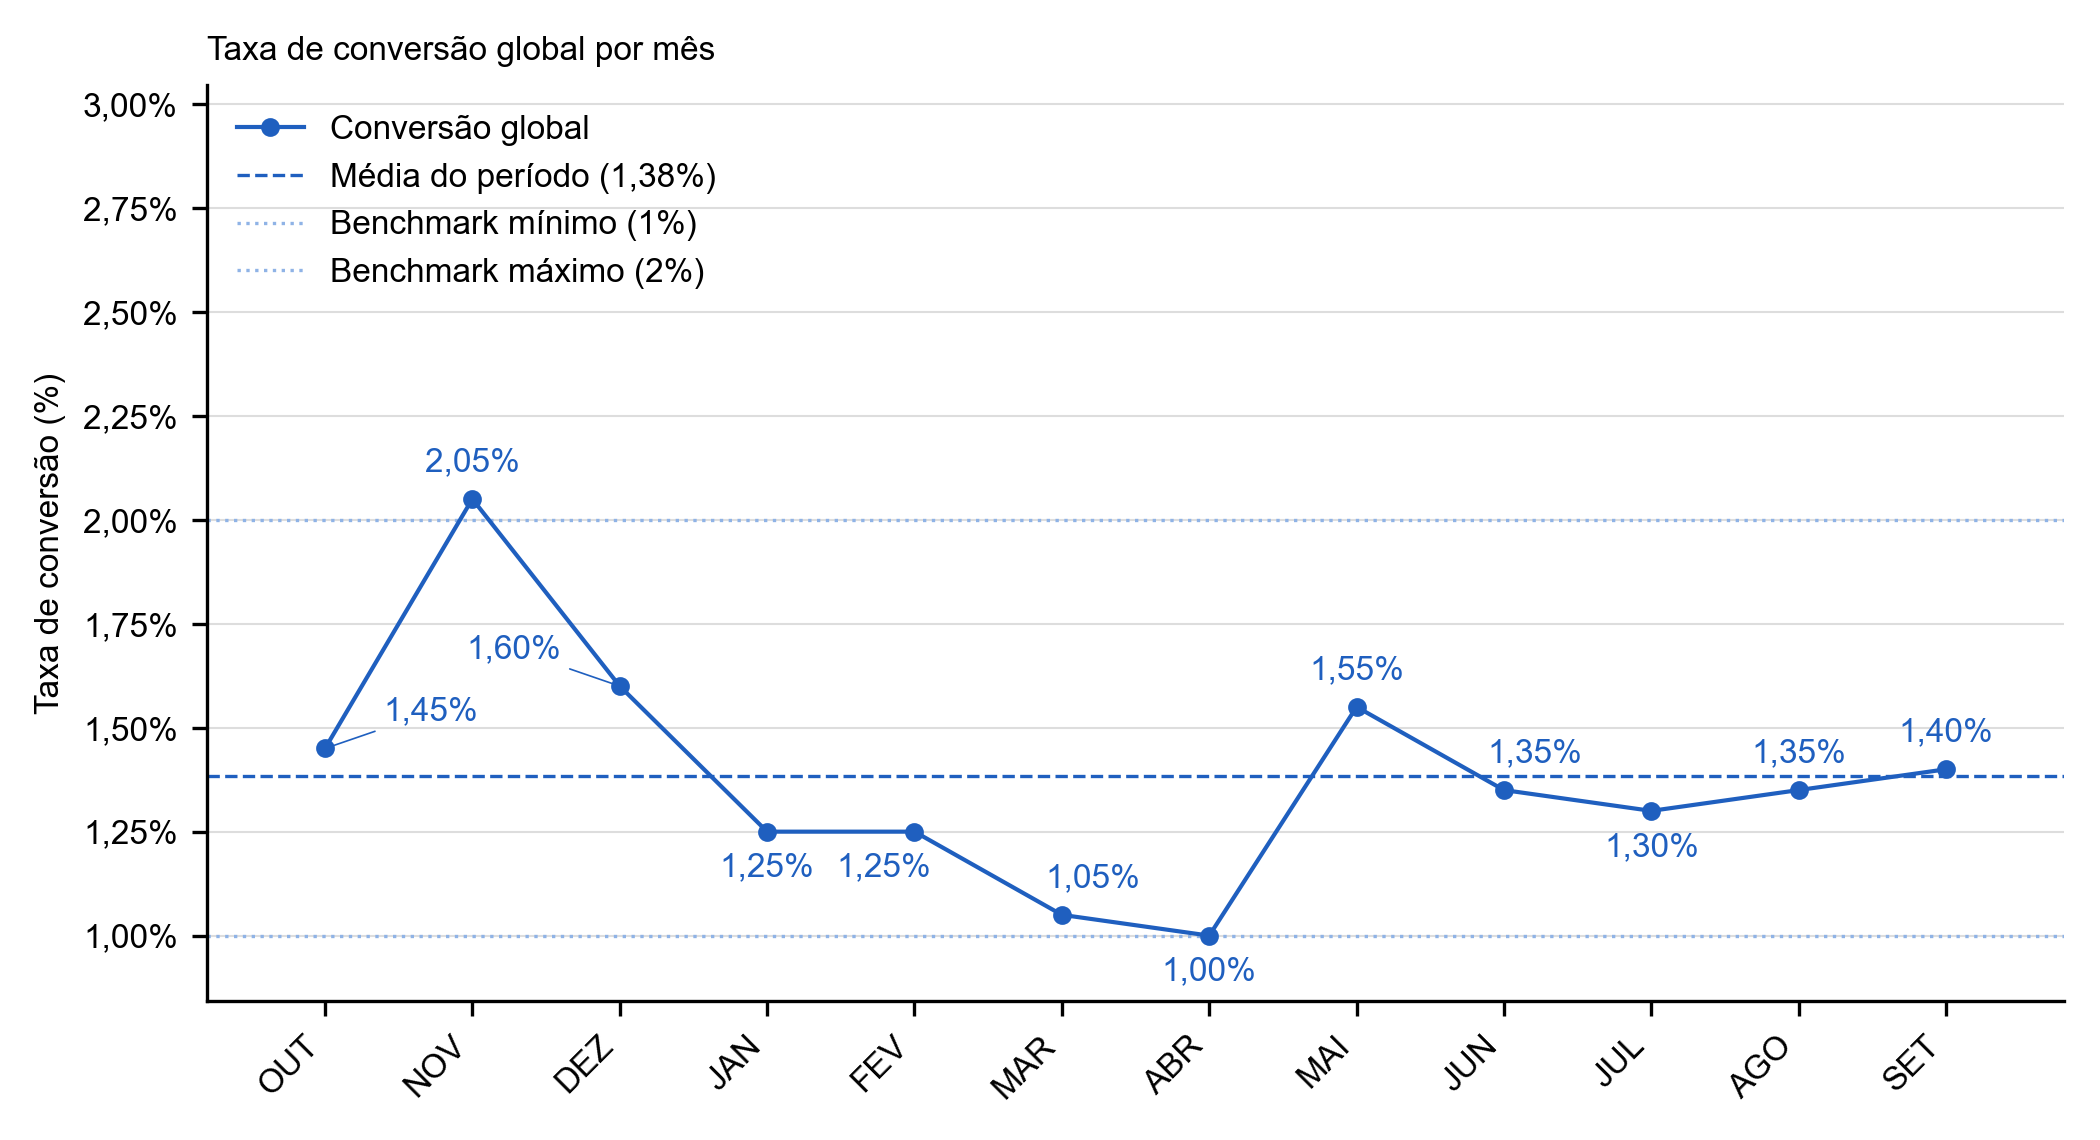 Taxa de conversão global por mês
3,00%
2,75%
2,50%
2,25%
2,00%
1,75%
1,50%
1,25%
1,00%
Taxa de conversão (%)
Conversão global
Média do período (1,38%)
Benchmark mínimo (1%)
Benchmark máximo (2%)
1,45%
2,05%
1,60%
1,25%
1,25%
1,05%
1,00%
1,55%
1,35%
1,30%
1,35%
1,40%
OUT
NOV
DEZ
JAN
FEV
MAR
ABR
MAI
JUN
JUL
AGO
SET